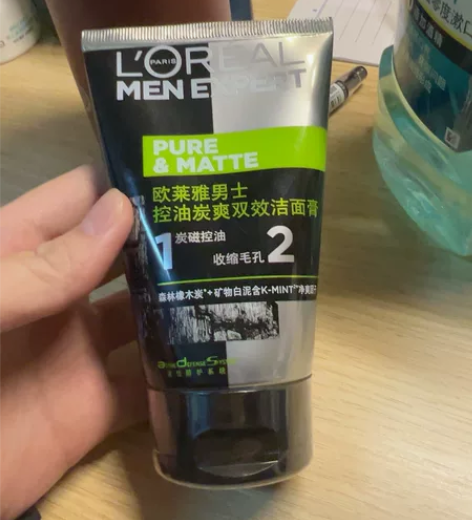 L'ORÉAL
PARIS
MEN EXPERT
PURE
& MATTE
欧莱雅男士
控油炭爽双效洁面膏
1 炭磁控油
收缩毛孔 2
森林橡木炭*+矿物白泥含K-MINT